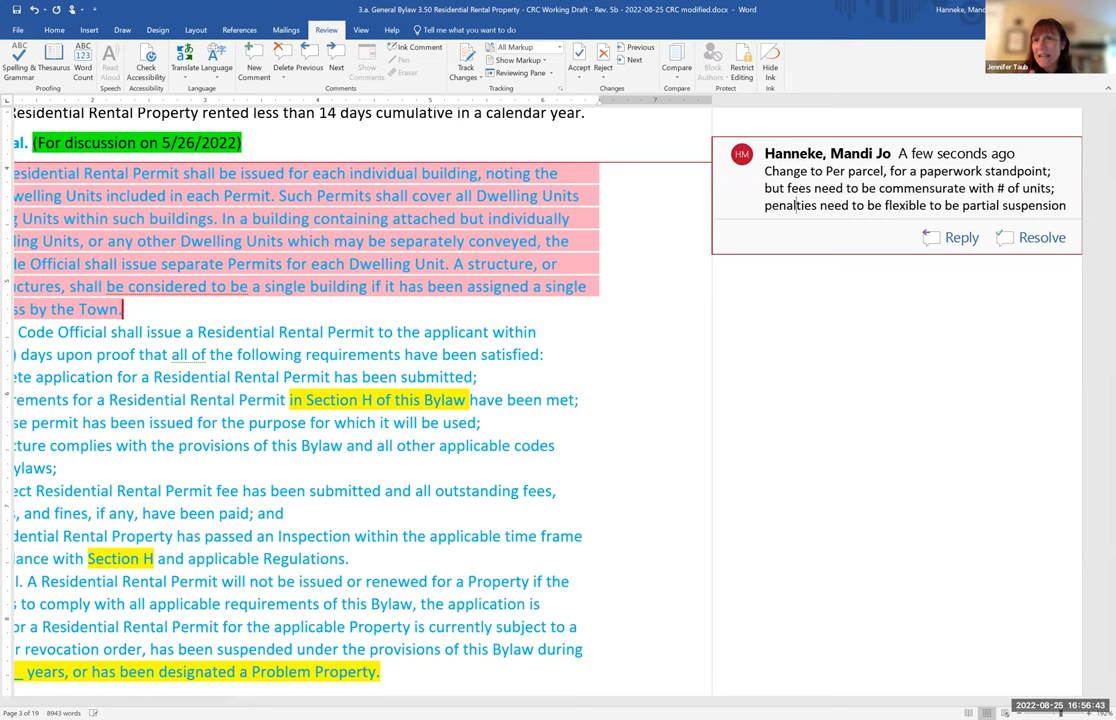 3.a. General Bylaw 3.50 Residential Rental Property - CRC Working Draft - Rev. 5b - 2022-08-25 CRC modified.docx - Word
Hanneke, Mand
File Home Insert Draw Design Layout References Mailings Review View Help Tell me what you want to do
Spelling & Grammar
Thesaurus
Word Count
Read Aloud
Check Accessibility
Translate
Language
New Comment
Delete
Previous
Next
Show Comments
Ink Comment
Pen
Eraser
Track Changes
All Markup
Show Markup
Reviewing Pane
Accept
Reject
Previous
Next
Compare
Block Authors
Restrict Editing
Hide Ink
Proofing Speech Accessibility Language Comments Tracking Changes Compare Protect Ink
Jennifer Taub
2 3 4 5 6 7
esidential Rental Property rented less than 14 days cumulative in a calendar year.
al. (For discussion on 5/26/2022)
esidential Rental Permit shall be issued for each individual building, noting the
welling Units included in each Permit. Such Permits shall cover all Dwelling Units
g Units within such buildings. In a building containing attached but individually
ling Units, or any other Dwelling Units which may be separately conveyed, the
de Official shall issue separate Permits for each Dwelling Unit. A structure, or
uctures, shall be considered to be a single building if it has been assigned a single
ss by the Town.
Code Official shall issue a Residential Rental Permit to the applicant within
) days upon proof that all of the following requirements have been satisfied:
ete application for a Residential Rental Permit has been submitted;
rements for a Residential Rental Permit in Section H of this Bylaw have been met;
se permit has been issued for the purpose for which it will be used;
cture complies with the provisions of this Bylaw and all other applicable codes
ylaws;
ect Residential Rental Permit fee has been submitted and all outstanding fees,
, and fines, if any, have been paid; and
dential Rental Property has passed an Inspection within the applicable time frame
dance with Section H and applicable Regulations.
l. A Residential Rental Permit will not be issued or renewed for a Property if the
s to comply with all applicable requirements of this Bylaw, the application is
or a Residential Rental Permit for the applicable Property is currently subject to a
r revocation order, has been suspended under the provisions of this Bylaw during
_ years, or has been designated a Problem Property.
HM
Hanneke, Mandi Jo A few seconds ago
Change to Per parcel, for a paperwork standpoint;
but fees need to be commensurate with # of units;
penalties need to be flexible to be partial suspension
Reply Resolve
Page 3 of 19 8943 words
2022-08-25 16:56:43
192%